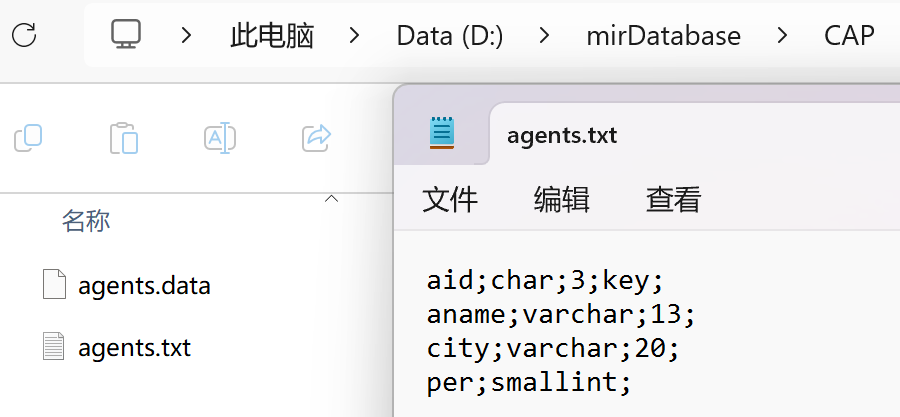 此电脑 > Data (D:) > mirDatabase > CAP
agents.txt
文件 编辑 查看
名称
agents.data
agents.txt
aid;char;3;key;
aname;varchar;13;
city;varchar;20;
per;smallint;